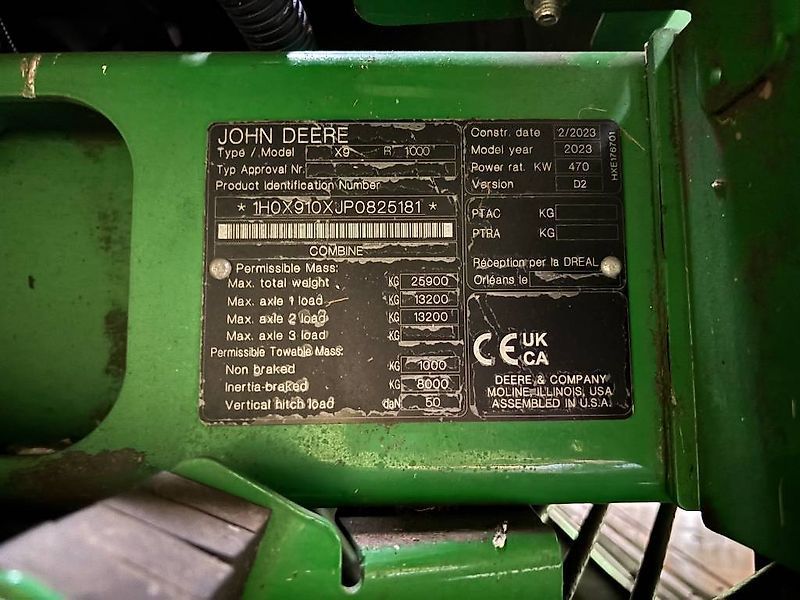 JOHN DEERE
Type / Model X9 R 1000
Typ Approval Nr.
Product Identification Number
* 1H0X910XJP0825181 *
COMBINE
Permissible Mass:
Max. total weight KG 25900
Max. axle 1 load KG 13200
Max. axle 2 load KG 13200
Max. axle 3 load KG
Permissible Towable Mass:
Non braked KG 1000
Inertia-braked KG 8000
Vertical hitch load daN 50
Constr. date 2/2023
Model year 2023
Power rat. KW 470
Version D2
HXE176701
PTAC KG
PTRA KG
Réception per la DREAL
Orléans le
CE UK
CA
DEERE & COMPANY
MOLINE, ILLINOIS, USA
ASSEMBLED IN U.S.A.